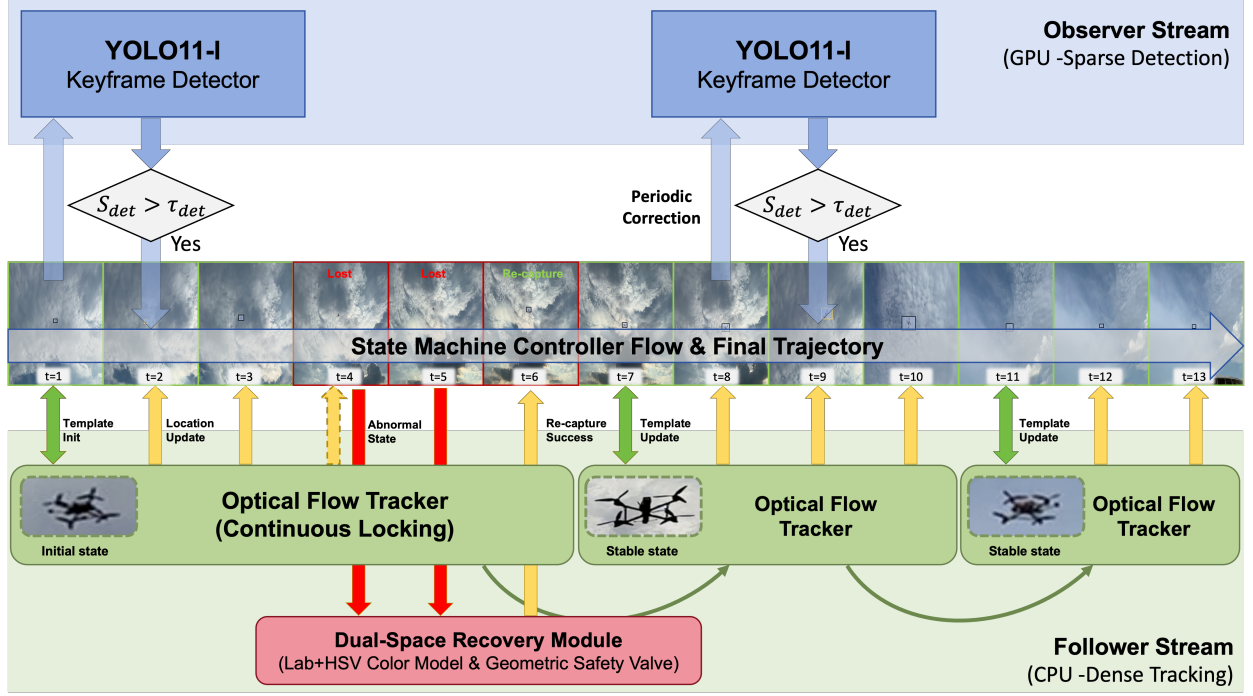 YOLO11-l
Keyframe Detector
YOLO11-l
Keyframe Detector
Observer Stream
(GPU -Sparse Detection)
S_det > τ_det
Yes
Periodic
Correction
S_det > τ_det
Yes
Lost
Lost
Re-capture
State Machine Controller Flow & Final Trajectory
t=1
t=2
t=3
t=4
t=5
t=6
t=7
t=8
t=9
t=10
t=11
t=12
t=13
Template
Init
Location
Update
Abnormal
State
Re-capture
Success
Template
Update
Template
Update
Optical Flow Tracker
(Continuous Locking)
Initial state
Optical Flow
Tracker
Stable state
Optical Flow
Tracker
Stable state
Dual-Space Recovery Module
(Lab+HSV Color Model & Geometric Safety Valve)
Follower Stream
(CPU -Dense Tracking)